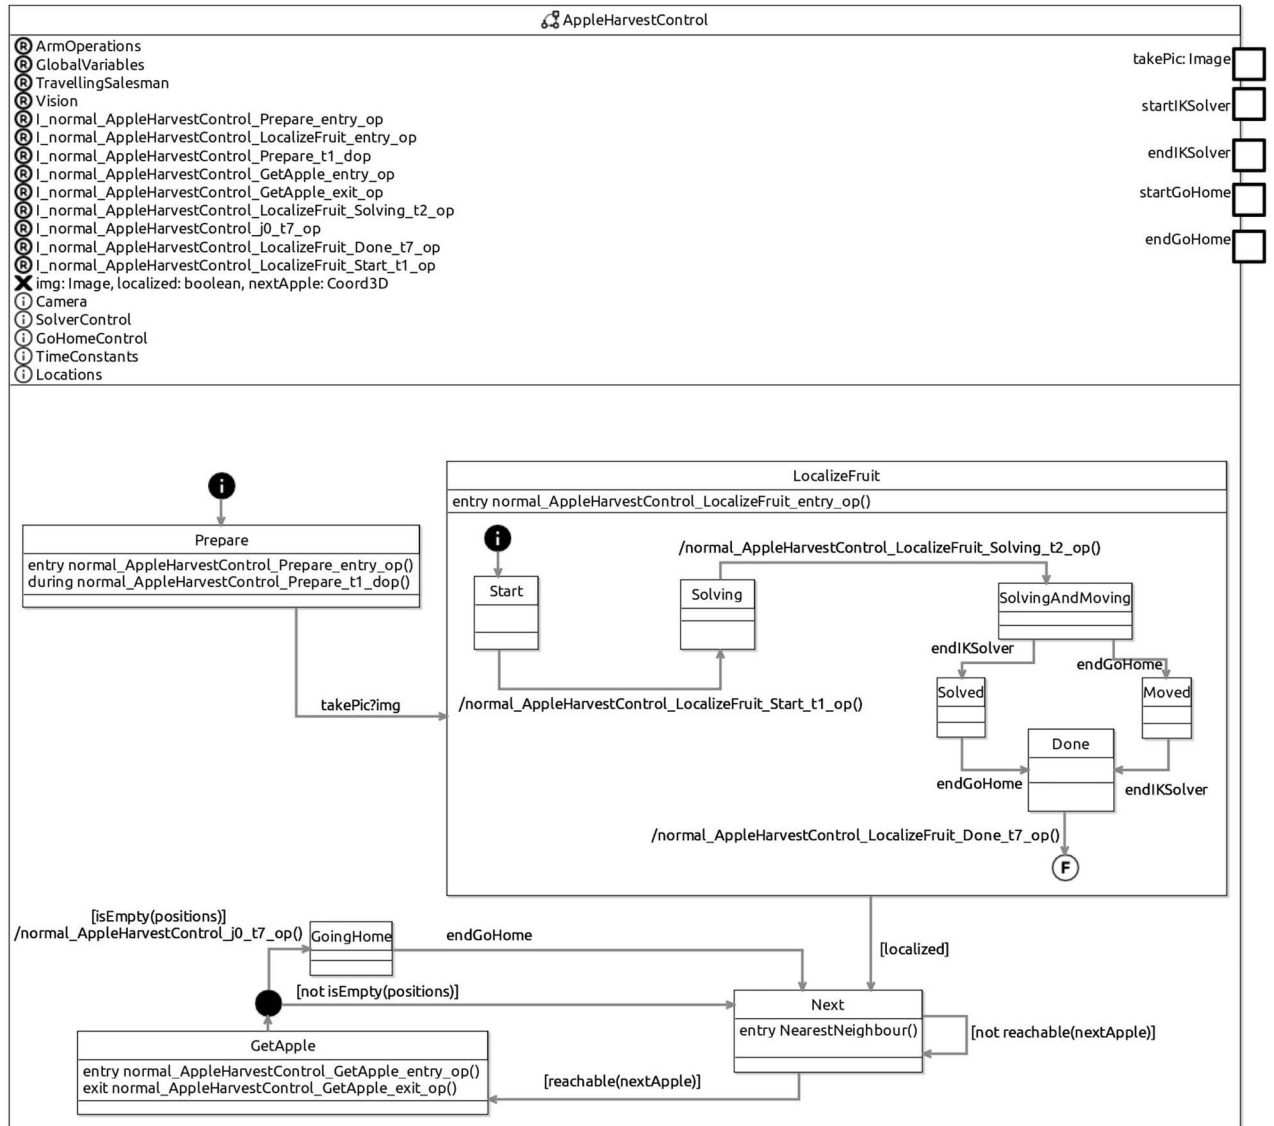 AppleHarvestControl
R ArmOperations
R GlobalVariables
R TravellingSalesman
R Vision
R I_normal_AppleHarvestControl_Prepare_entry_op
R I_normal_AppleHarvestControl_LocalizeFruit_entry_op
R I_normal_AppleHarvestControl_Prepare_t1_dop
R I_normal_AppleHarvestControl_GetApple_entry_op
R I_normal_AppleHarvestControl_GetApple_exit_op
R I_normal_AppleHarvestControl_LocalizeFruit_Solving_t2_op
R I_normal_AppleHarvestControl_j0_t7_op
R I_normal_AppleHarvestControl_LocalizeFruit_Done_t7_op
R I_normal_AppleHarvestControl_LocalizeFruit_Start_t1_op
X img: Image, localized: boolean, nextApple: Coord3D
i Camera
i SolverControl
i GoHomeControl
i TimeConstants
i Locations
takePic: Image
startIKSolver
endIKSolver
startGoHome
endGoHome
i
Prepare
entry normal_AppleHarvestControl_Prepare_entry_op()
during normal_AppleHarvestControl_Prepare_t1_dop()
takePic?img
LocalizeFruit
entry normal_AppleHarvestControl_LocalizeFruit_entry_op()
i
Start
/normal_AppleHarvestControl_LocalizeFruit_Start_t1_op()
Solving
/normal_AppleHarvestControl_LocalizeFruit_Solving_t2_op()
SolvingAndMoving
endIKSolver
endGoHome
Solved
Moved
Done
endGoHome
endIKSolver
/normal_AppleHarvestControl_LocalizeFruit_Done_t7_op()
F
[isEmpty(positions)]
/normal_AppleHarvestControl_j0_t7_op()
GoingHome
endGoHome
[localized]
[not isEmpty(positions)]
Next
entry NearestNeighbour()
[not reachable(nextApple)]
GetApple
entry normal_AppleHarvestControl_GetApple_entry_op()
exit normal_AppleHarvestControl_GetApple_exit_op()
[reachable(nextApple)]